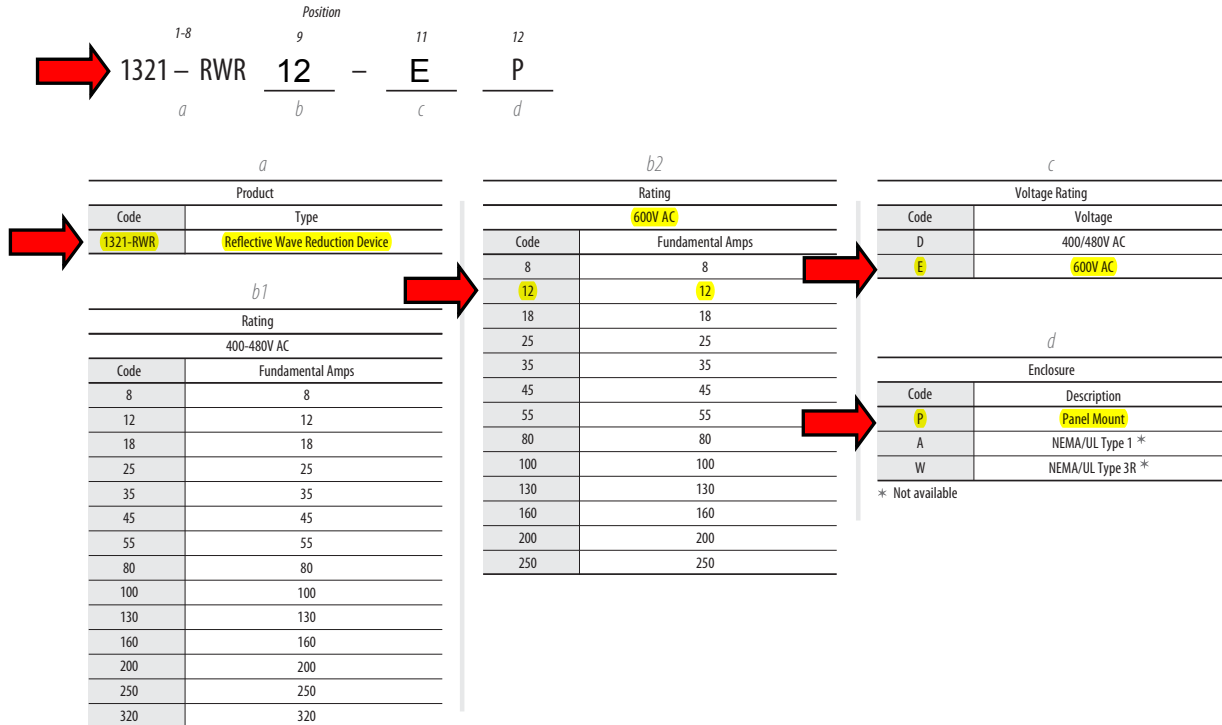 Position
1-8 9 11 12
1321 – RWR 12 – E P
a b c d
a
Product
Code Type
1321-RWR Reflective Wave Reduction Device
b1
Rating
400-480V AC
Code Fundamental Amps
8 8
12 12
18 18
25 25
35 35
45 45
55 55
80 80
100 100
130 130
160 160
200 200
250 250
320 320
b2
Rating
600V AC
Code Fundamental Amps
8 8
12 12
18 18
25 25
35 35
45 45
55 55
80 80
100 100
130 130
160 160
200 200
250 250
c
Voltage Rating
Code Voltage
D 400/480V AC
E 600V AC
d
Enclosure
Code Description
P Panel Mount
A NEMA/UL Type 1 *
W NEMA/UL Type 3R *
* Not available